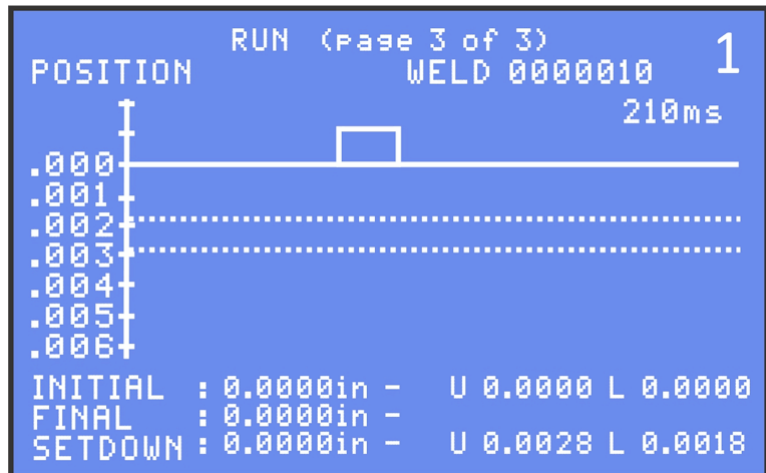 RUN (page 3 of 3) 1
POSITION WELD 0000010
210ms
.000
.001
.002
.003
.004
.005
.006
INITIAL : 0.0000in - U 0.0000 L 0.0000
FINAL : 0.0000in -
SETDOWN : 0.0000in - U 0.0028 L 0.0018